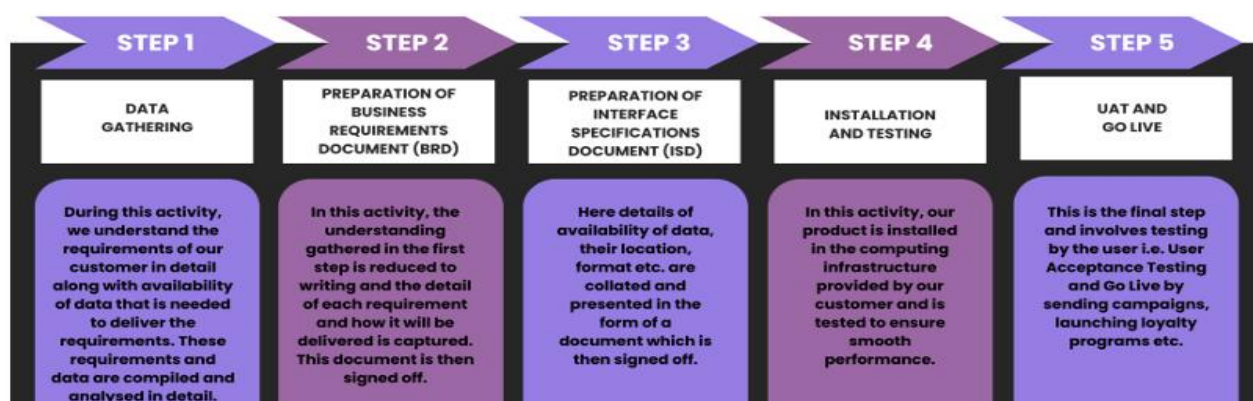 STEP 1
STEP 2
STEP 3
STEP 4
STEP 5
DATA
GATHERING
PREPARATION OF
BUSINESS
REQUIREMENTS
DOCUMENT (BRD)
PREPARATION OF
INTERFACE
SPECIFICATIONS
DOCUMENT (ISD)
INSTALLATION
AND TESTING
UAT AND
GO LIVE
During this activity,
we understand the
requirements of our
customer in detail
along with availability
of data that is needed
to deliver the
requirements. These
requirements and
data are compiled and
analysed in detail.
In this activity, the
understanding
gathered in the first
step is reduced to
writing and the detail
of each requirement
and how it will be
delivered is captured.
This document is then
signed off.
Here details of
availability of data,
their location,
format etc. are
collated and
presented in the
form of a
document which is
then signed off.
In this activity, our
product is installed
in the computing
infrastructure
provided by our
customer and is
tested to ensure
smooth
performance.
This is the final step
and involves testing
by the user i.e. User
Acceptance Testing
and Go Live by
sending campaigns,
launching loyalty
programs etc.